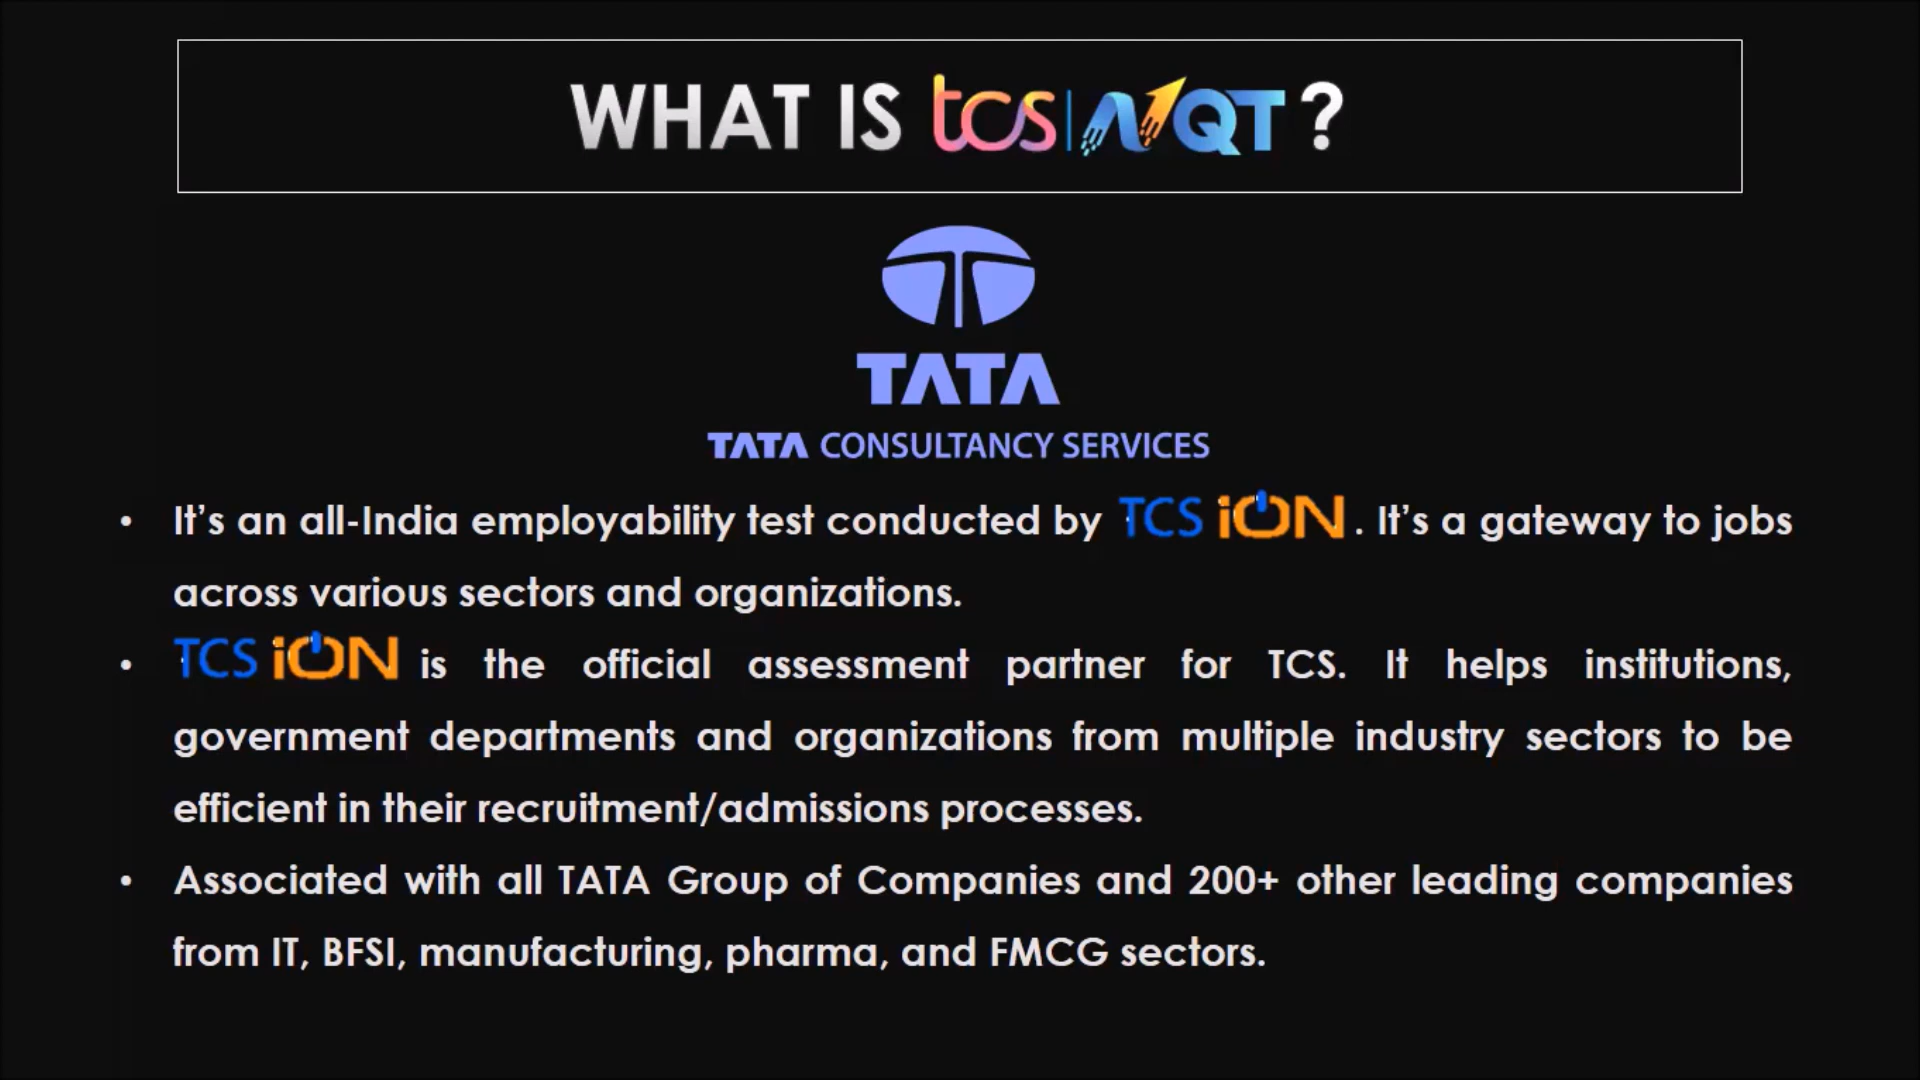 WHAT IS tcs | NQT ?
TATA
TATA CONSULTANCY SERVICES
• It's an all-India employability test conducted by TCS iON . It's a gateway to jobs
across various sectors and organizations.
• TCS iON is the official assessment partner for TCS. It helps institutions,
government departments and organizations from multiple industry sectors to be
efficient in their recruitment/admissions processes.
• Associated with all TATA Group of Companies and 200+ other leading companies
from IT, BFSI, manufacturing, pharma, and FMCG sectors.